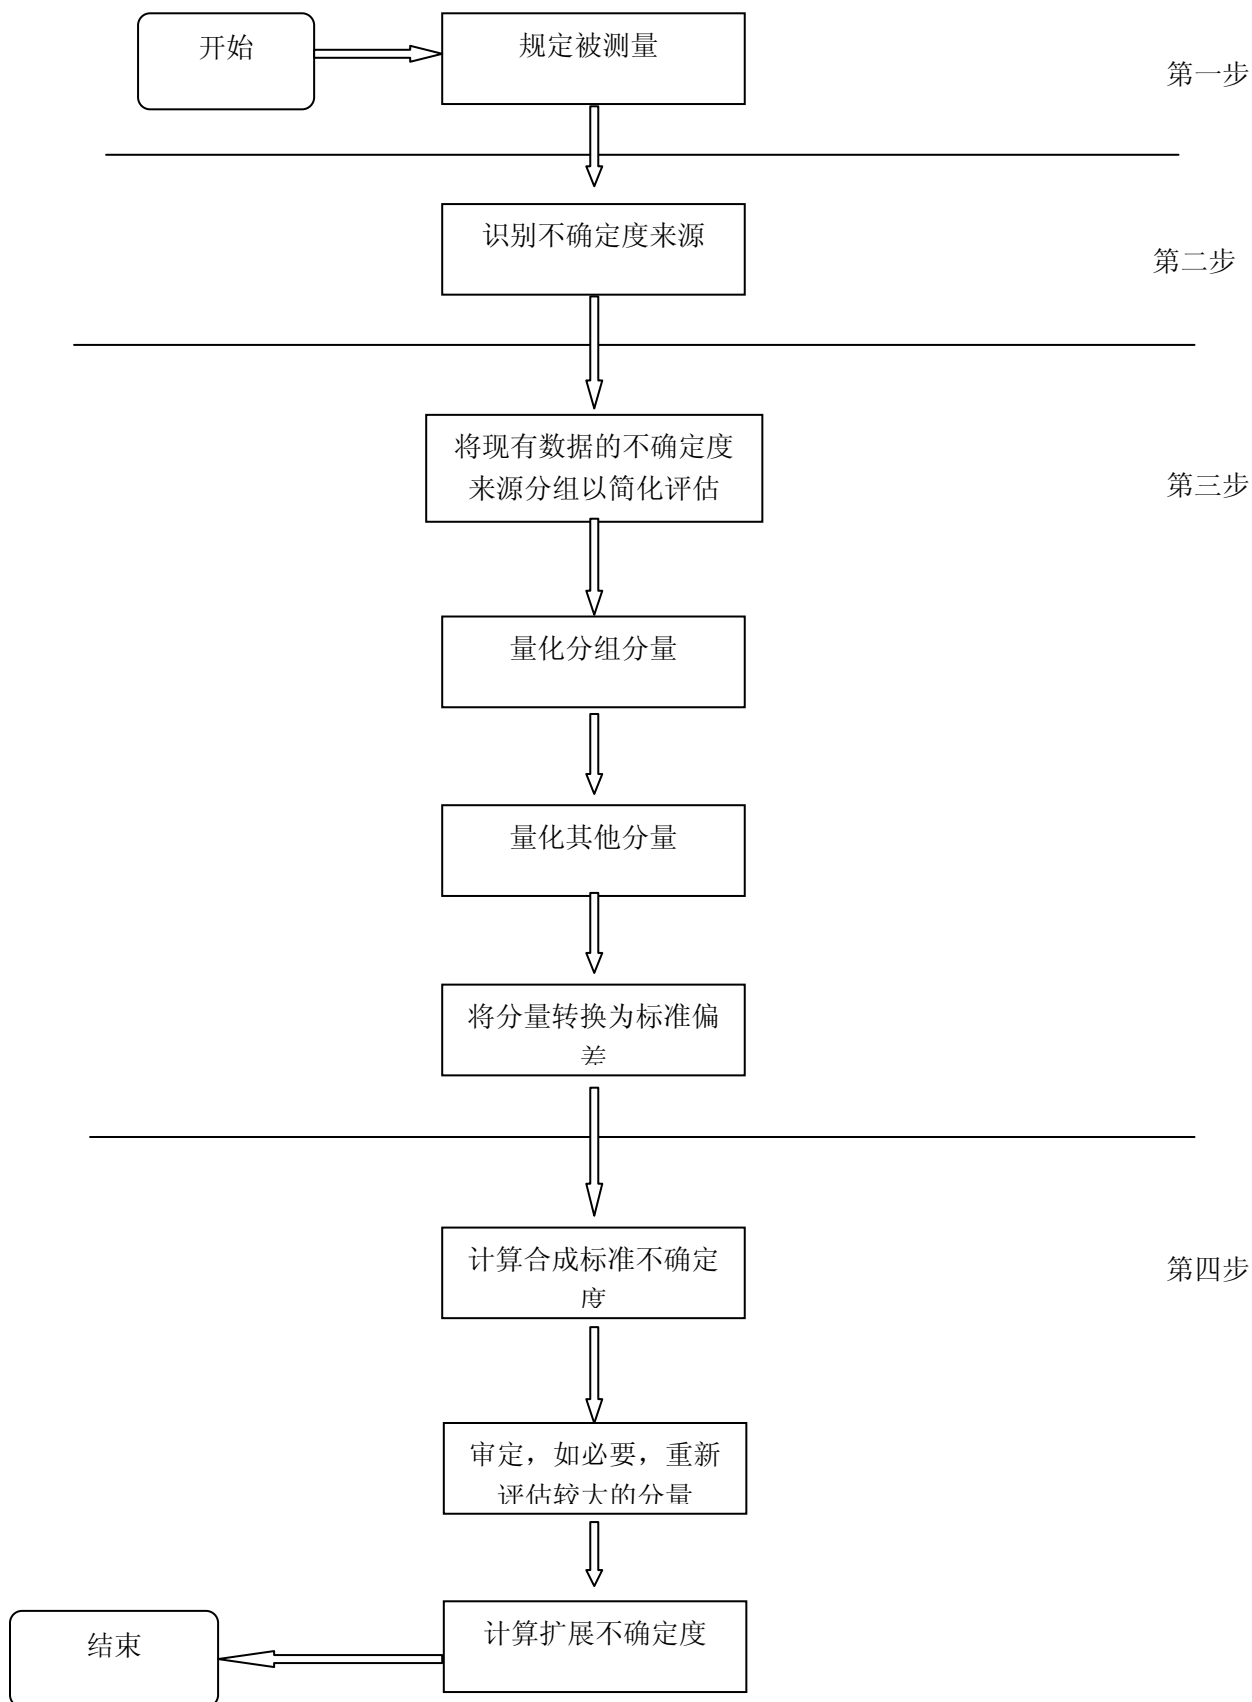 开始
规定被测量
第一步
识别不确定度来源
第二步
将现有数据的不确定度
来源分组以简化评估
第三步
量化分组分量
量化其他分量
将分量转换为标准偏
差
计算合成标准不确定
度
第四步
审定，如必要，重新
评估较大的分量
计算扩展不确定度
结束